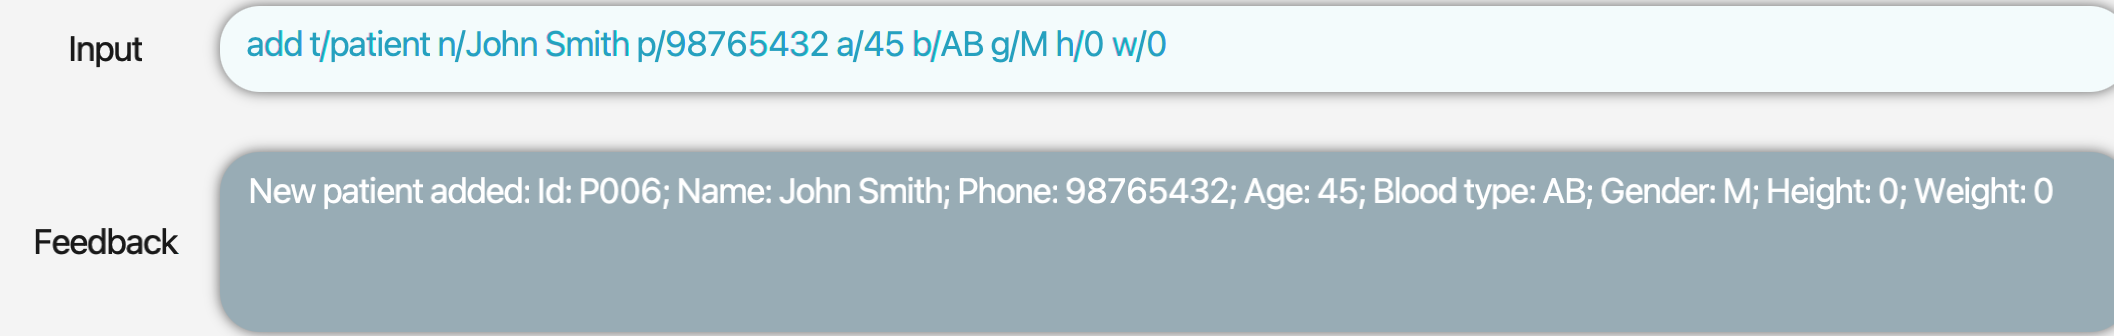 Input
add t/patient n/John Smith p/98765432 a/45 b/AB g/M h/0 w/0
New patient added: Id: P006; Name: John Smith; Phone: 98765432; Age: 45; Blood type: AB; Gender: M; Height: 0; Weight: 0
Feedback